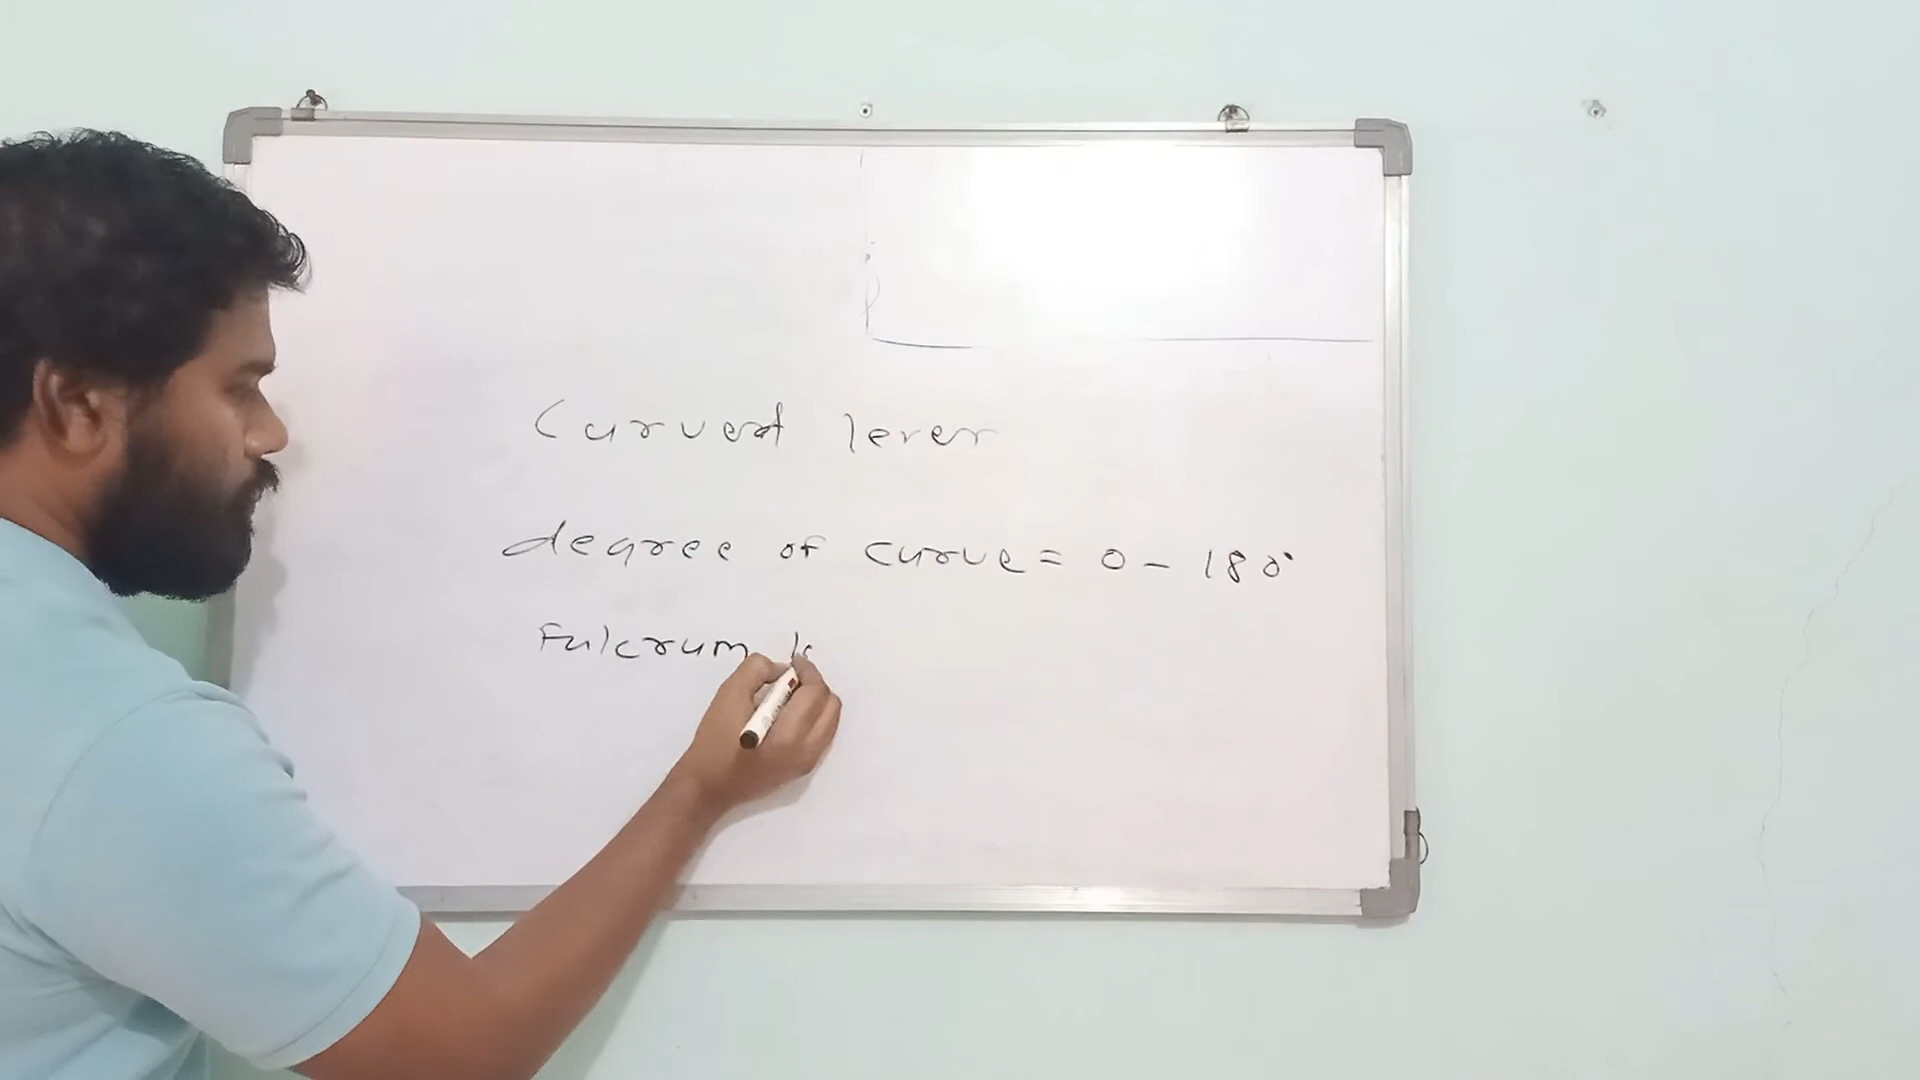 Curved lever
degree of curve = 0 - 180°
Fulcrum